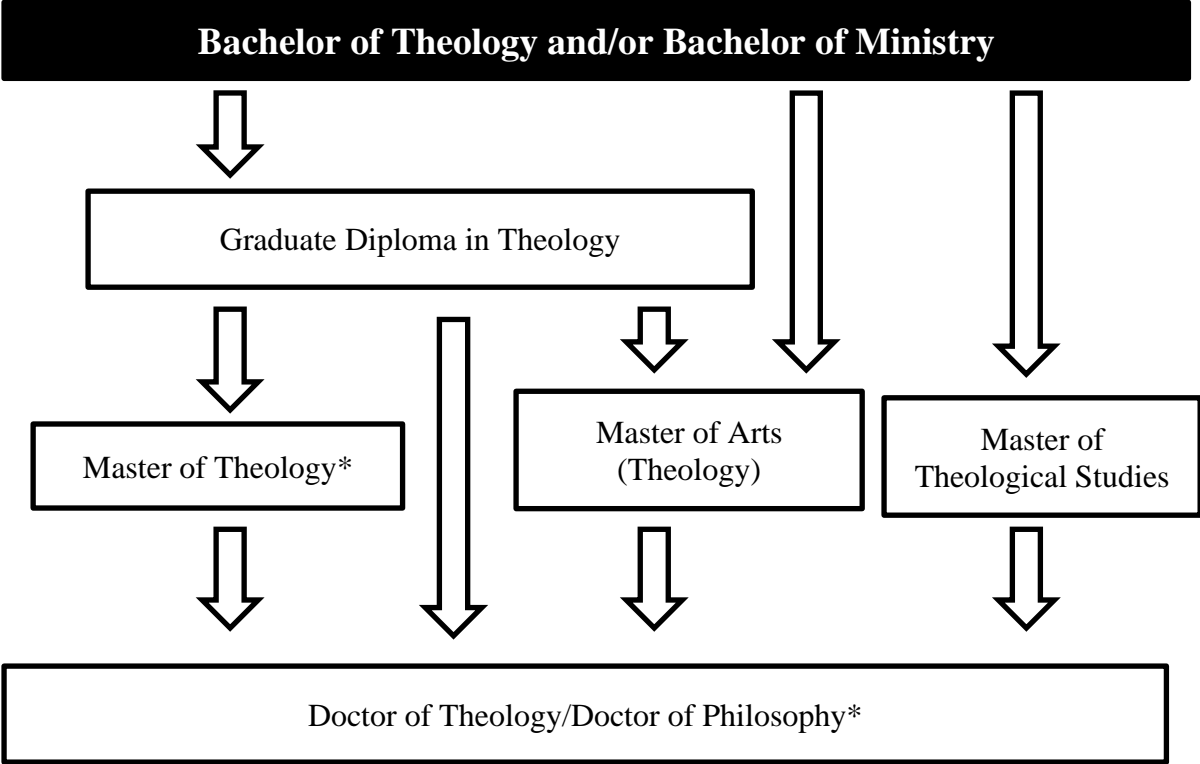 Bachelor of Theology and/or Bachelor of Ministry
Graduate Diploma in Theology
Master of Theology*
Master of Arts
(Theology)
Master of
Theological Studies
Doctor of Theology/Doctor of Philosophy*